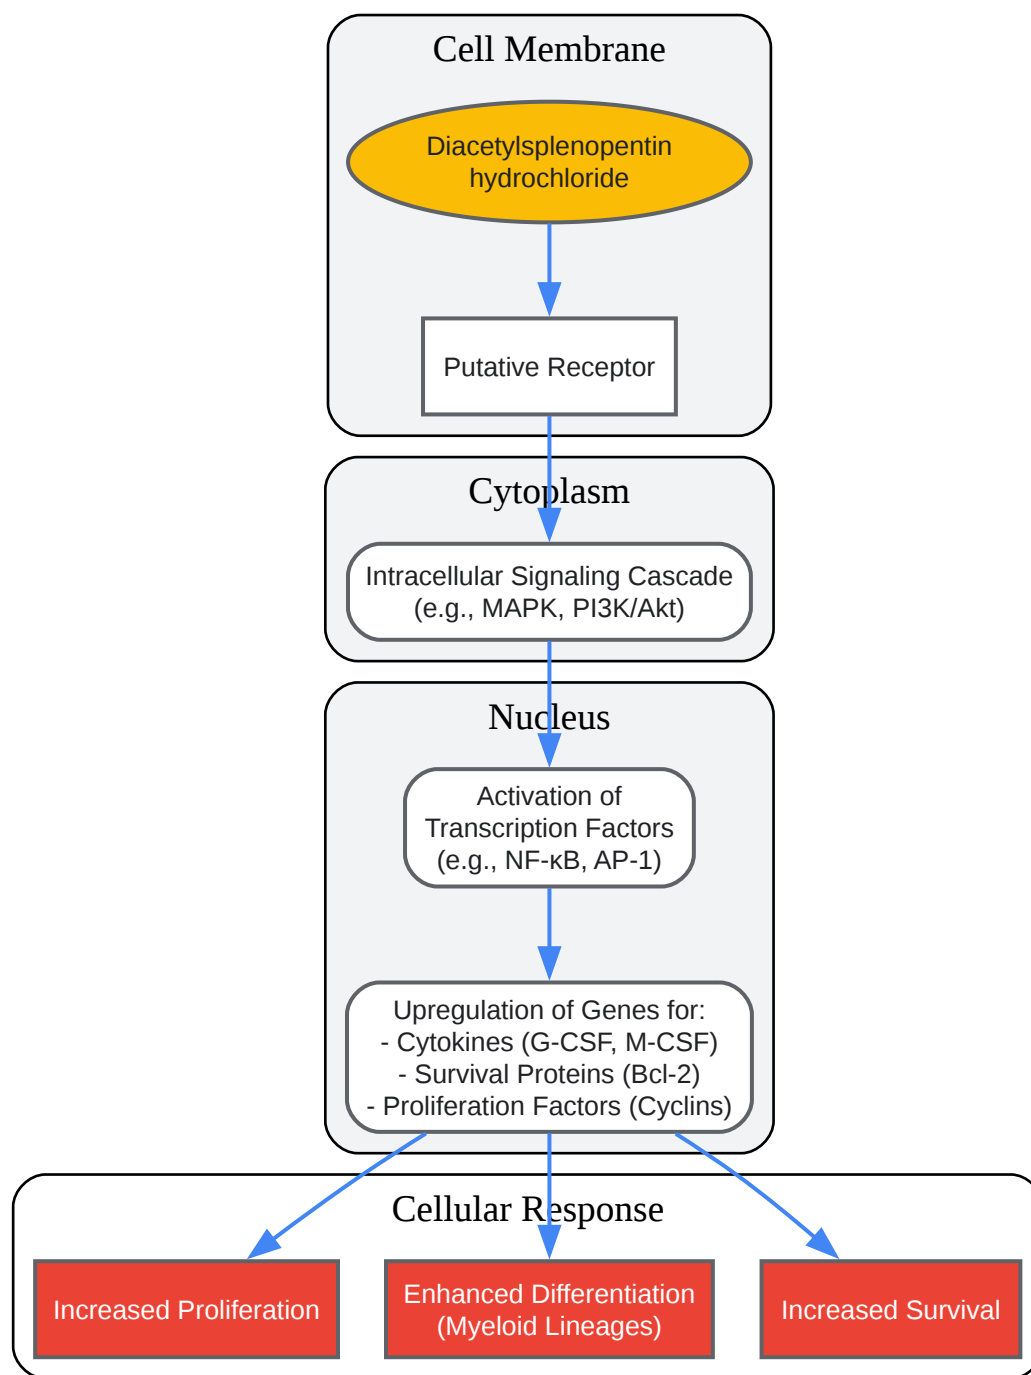 Cell Membrane
Diacetylsplenopentin
hydrochloride
Putative Receptor
Cytoplasm
Intracellular Signaling Cascade
(e.g., MAPK, PI3K/Akt)
Nucleus
Activation of
Transcription Factors
(e.g., NF-κB, AP-1)
Upregulation of Genes for:
- Cytokines (G-CSF, M-CSF)
- Survival Proteins (Bcl-2)
- Proliferation Factors (Cyclins)
Cellular Response
Increased Proliferation
Enhanced Differentiation
(Myeloid Lineages)
Increased Survival